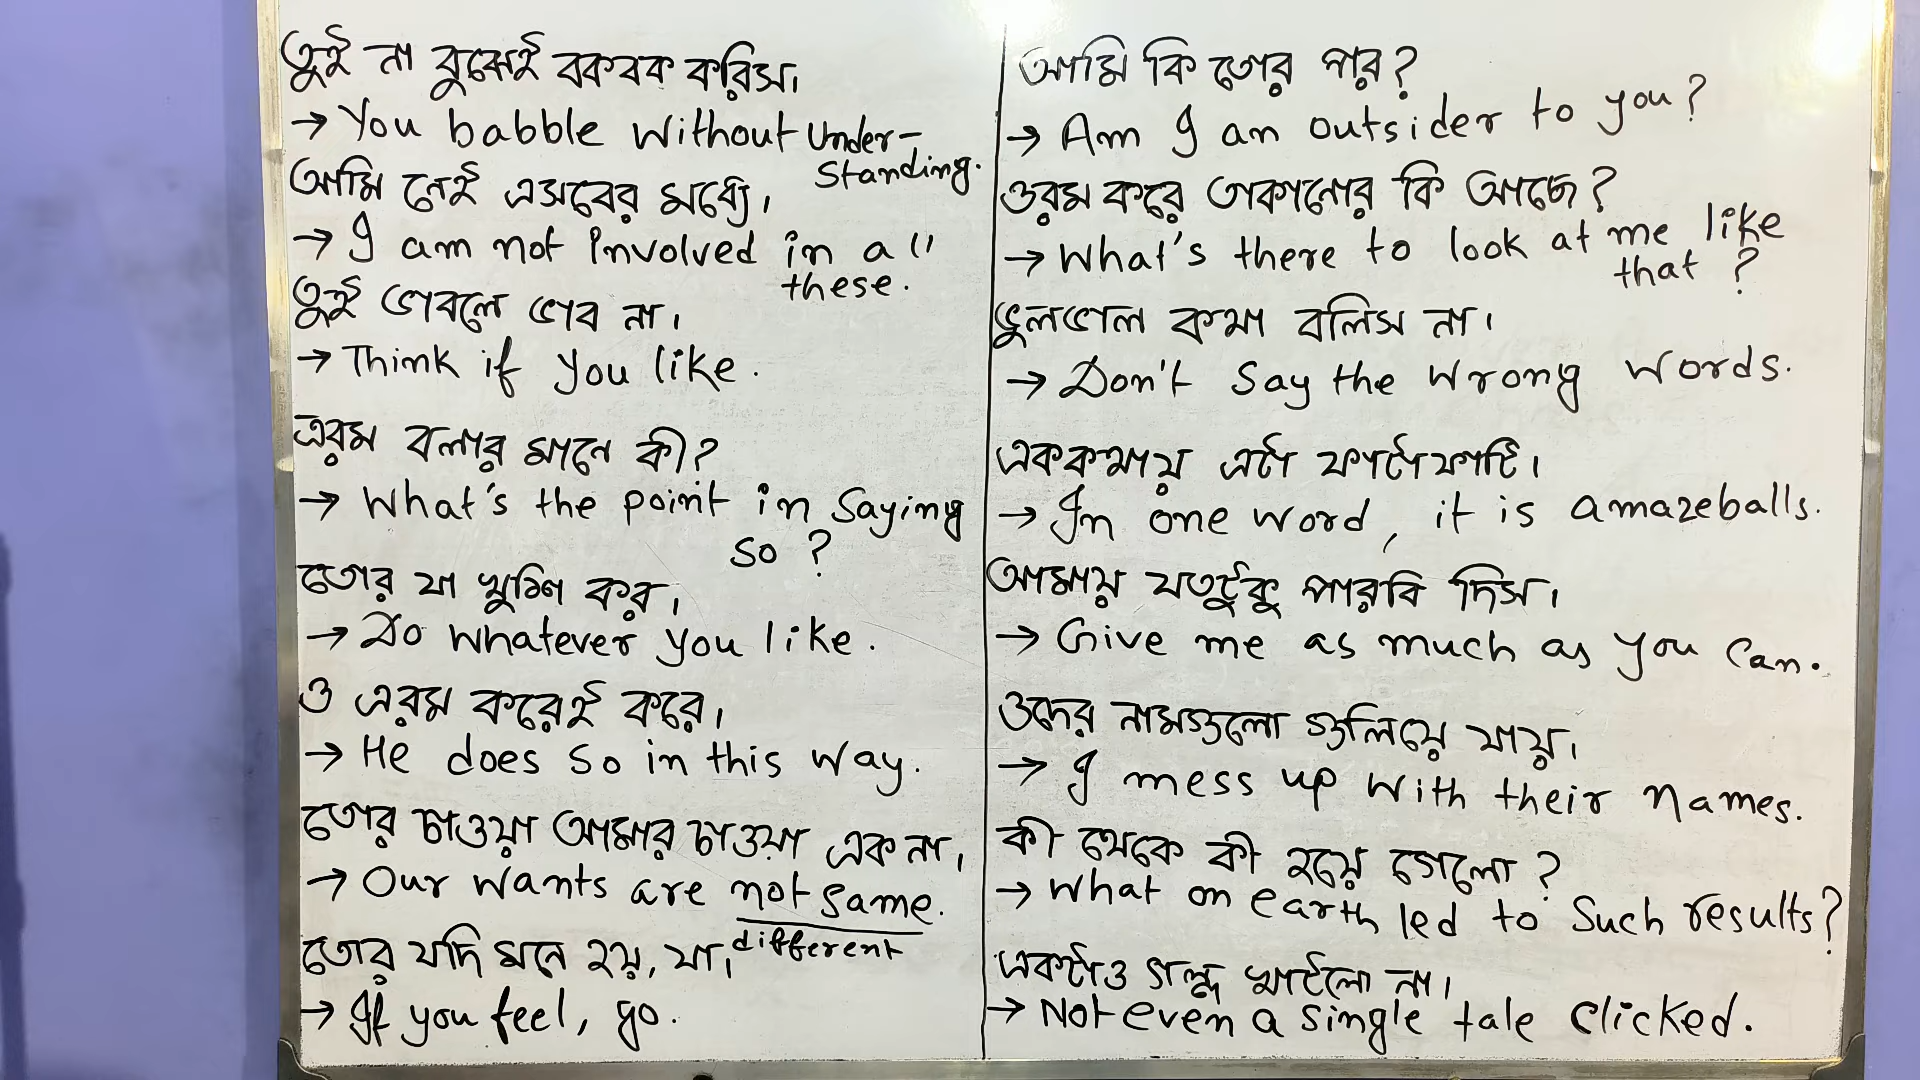 তুই না বুঝেই বকবক করিস।
→ You babble without under-
standing.
আমি নেই এসবের মধ্যে।
→ I am not involved in all
these.
তুই ভাবলে ভাব না।
→ Think if you like.
এরম বলার মানে কী?
→ What's the point in saying
so?
তোর যা খুশি কর।
→ Do whatever you like.
ও এরম করেই করে।
→ He does so in this way.
তোর চাওয়া আমার চাওয়া এক না।
→ Our wants are not same.
different
তোর যদি মনে হয়, যা।
→ If you feel, go.
আমি কি তোর পর?
→ Am I an outsider to you?
ওরম করে তাকানোর কি আছে?
→ What's there to look at me like
that?
ভুলভাল কথা বলিস না।
→ Don't say the wrong words.
এককথায় এটা ফাটাফাটি।
→ In one word, it is amazeballs.
আমায় যতটুকু পারবি দিস।
→ Give me as much as you can.
ওদের নামগুলো গুলিয়ে যায়।
→ I mess up with their names.
কী থেকে কী হয়ে গেলো?
→ What on earth led to such results?
একটাও গল্প খাটলো না।
→ Not even a single tale clicked.